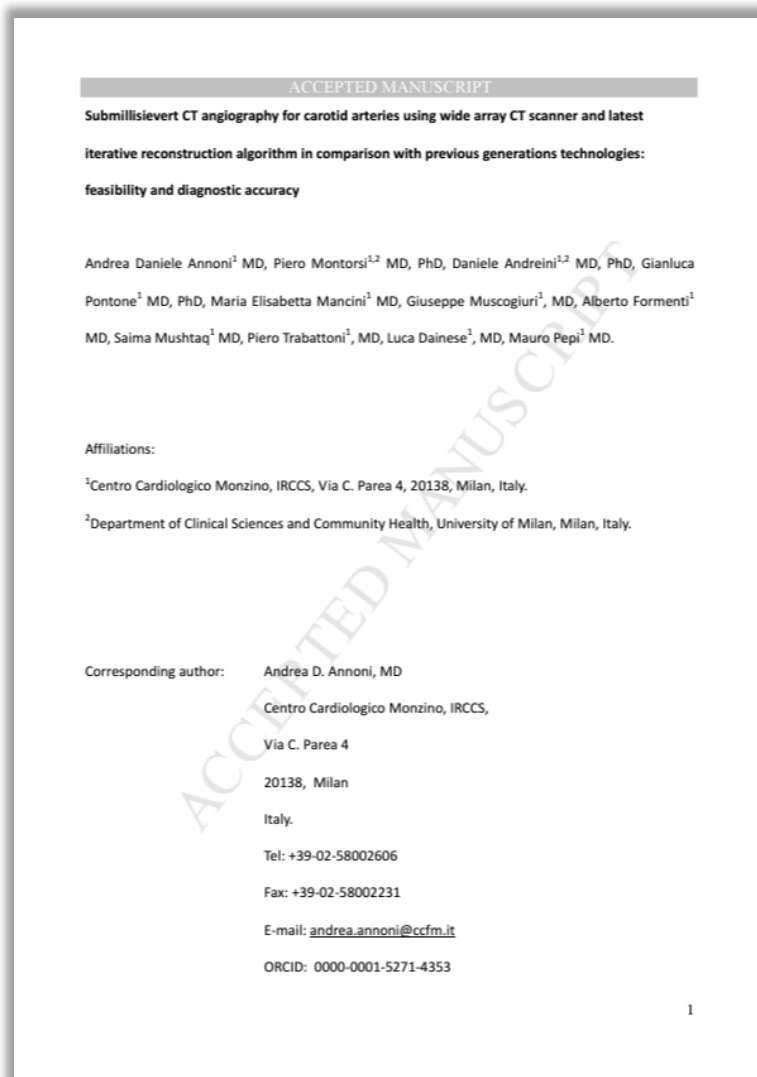 ACCEPTED MANUSCRIPT
Submillisievert CT angiography for carotid arteries using wide array CT scanner and latest
iterative reconstruction algorithm in comparison with previous generations technologies:
feasibility and diagnostic accuracy
Andrea Daniele Annoni¹ MD, Piero Montorsi¹,² MD, PhD, Daniele Andreini¹,² MD, PhD, Gianluca
Pontone¹ MD, PhD, Maria Elisabetta Mancini¹ MD, Giuseppe Muscogiuri¹, MD, Alberto Formenti¹
MD, Saima Mushtaq¹ MD, Piero Trabattoni¹, MD, Luca Dainese¹, MD, Mauro Pepi¹ MD.
Affiliations:
¹Centro Cardiologico Monzino, IRCCS, Via C. Parea 4, 20138, Milan, Italy.
²Department of Clinical Sciences and Community Health, University of Milan, Milan, Italy.
Corresponding author: Andrea D. Annoni, MD
Centro Cardiologico Monzino, IRCCS,
Via C. Parea 4
20138, Milan
Italy.
Tel: +39-02-58002606
Fax: +39-02-58002231
E-mail: andrea.annoni@ccfm.it
ORCID: 0000-0001-5271-4353
1
ACCEPTED MANUSCRIPT